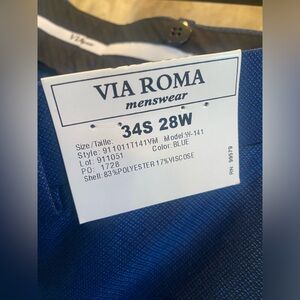 VIA ROMA
menswear
34S 28W
Size/Taille:
Style: 911011T141VM Model: W-141
Lot: 911051 Color: BLUE
PO: 1728
Shell: 83%POLYESTER 17%VISCOSE